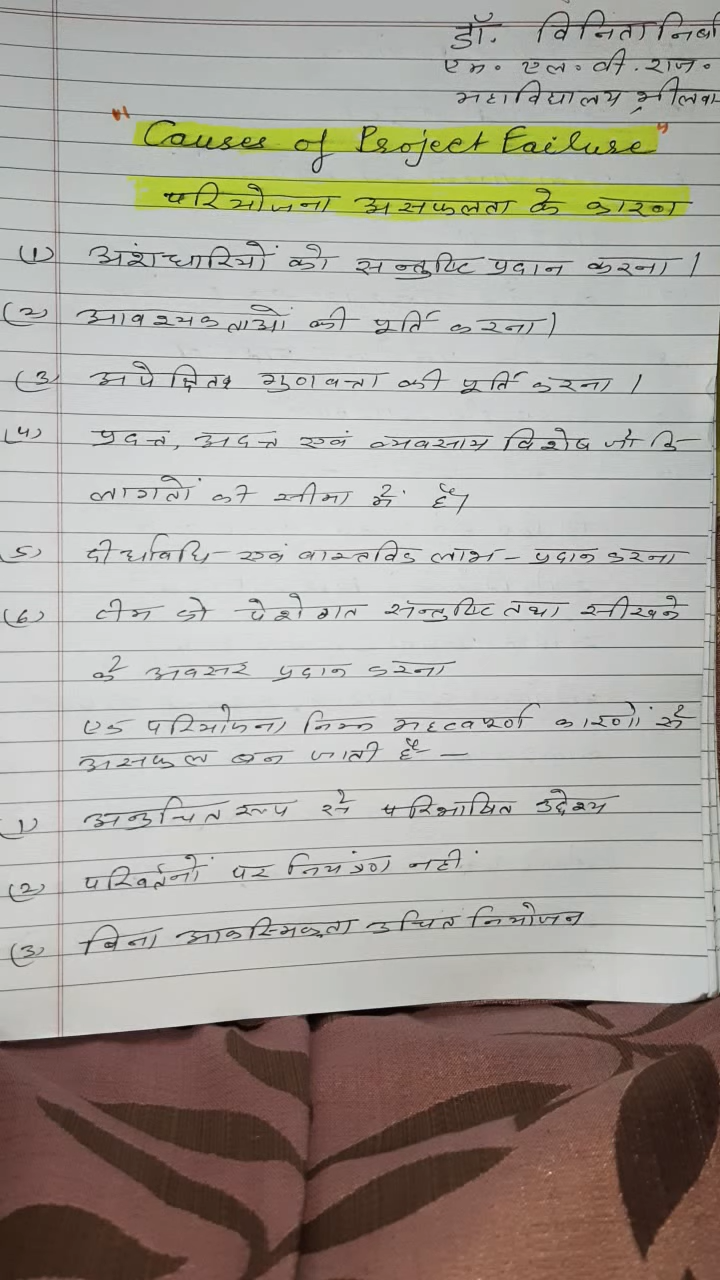 डॉ. विनिता
एम. एल. वी. राज.
महाविद्यालय
"Causes of Project Failure"
परियोजना असफलता के कारण
(1) अंशधारियों को सन्तुष्टि प्रदान करना।
(2) आवश्यकताओं की पूर्ति करना।
(3) अपेक्षित गुणवत्ता की पूर्ति करना।
(4) प्रदत्त, अदत्त एवं व्यवसाय विशेष जो कि
लागतों की सीमा में है।
(5) दीर्घावधि - एवं वास्तविक लाभ - प्रदान करना
(6) टीम को पेशेगत सन्तुष्टि तथा सीखने
के अवसर प्रदान करना
एक परियोजना निम्न महत्वपूर्ण कारणों से
असफल बन जाती है -
(1) अनुचित रूप से परिभाषित उद्देश्य
(2) परिवर्तनों पर नियंत्रण नहीं
(3) बिना आकस्मिकता उचित नियोजन